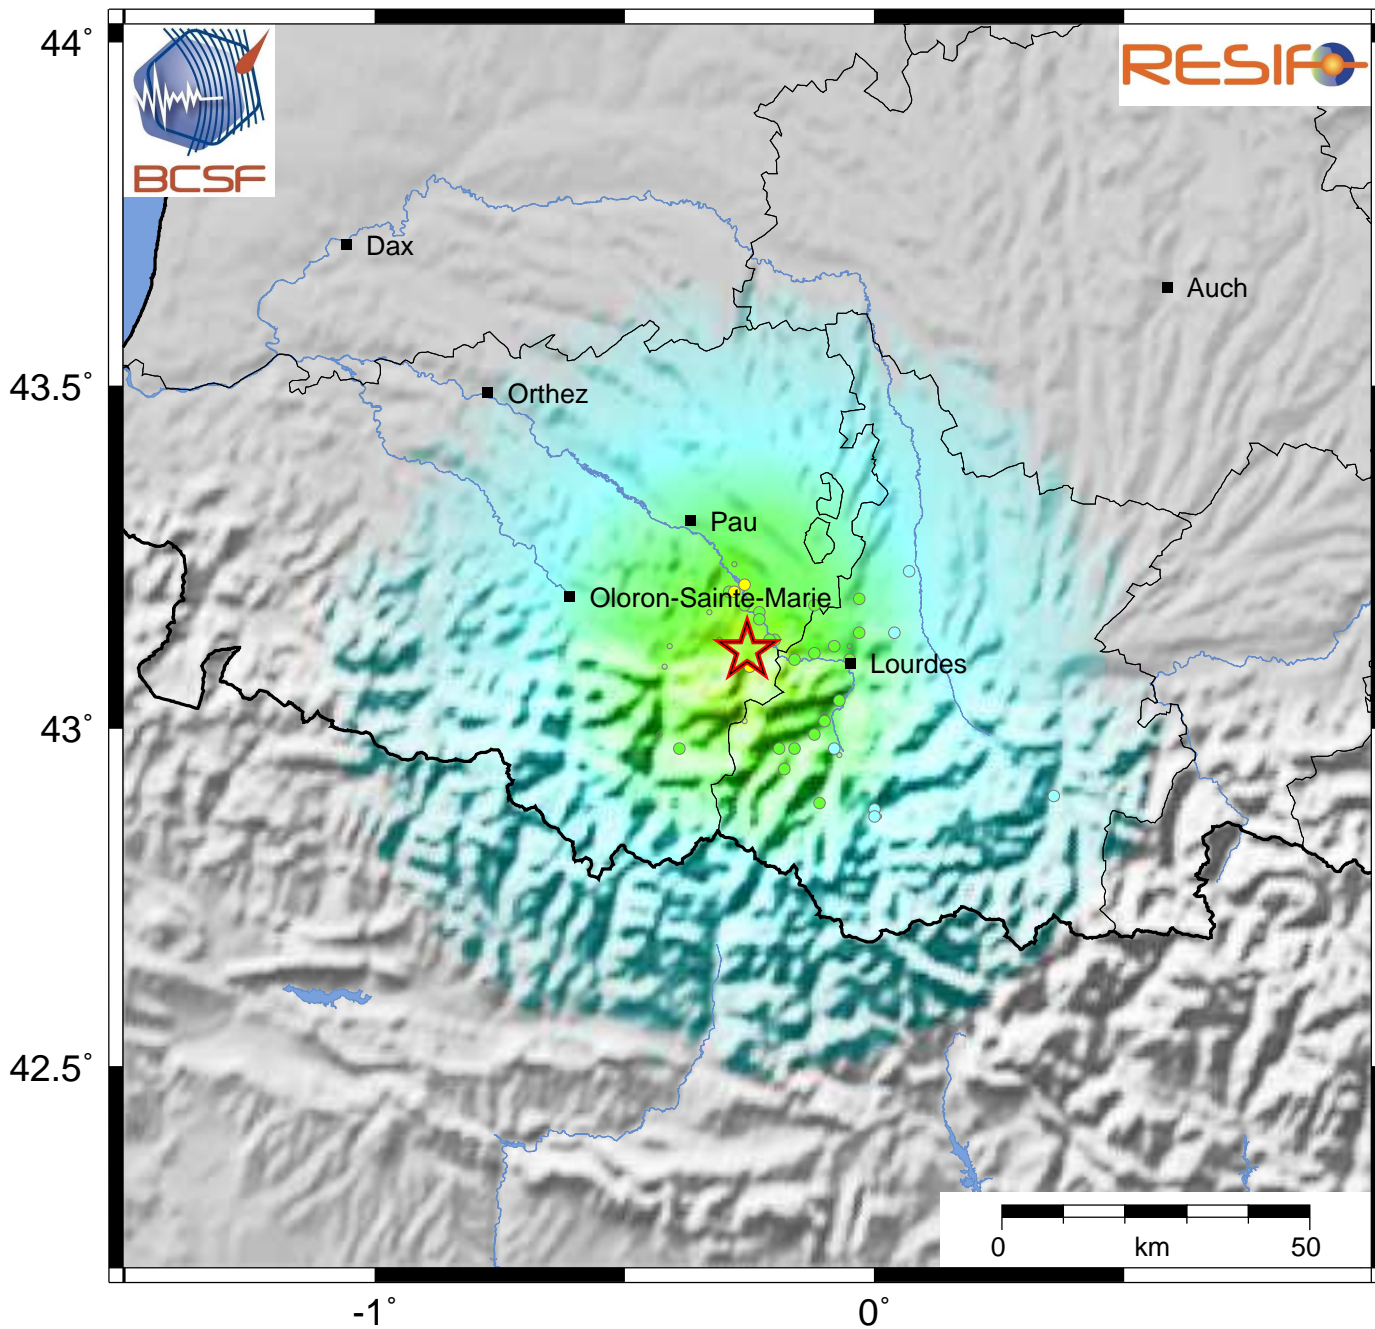 44°
BCSF
RESIF
Dax
Auch
43.5°
Orthez
Pau
Oloron-Sainte-Marie
Lourdes
43°
42.5°
0 km 50
-1° 0°